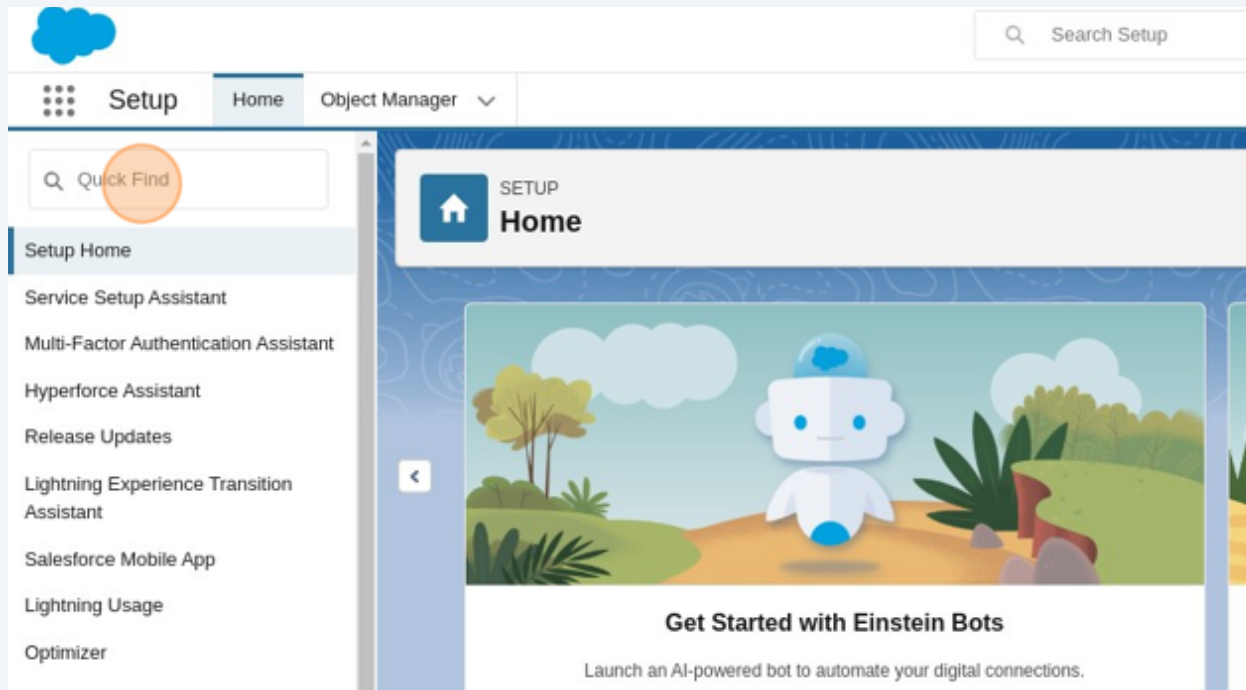 Search Setup
Setup
Home
Object Manager
Quick Find
SETUP
Home
Setup Home
Service Setup Assistant
Multi-Factor Authentication Assistant
Hyperforce Assistant
Release Updates
Lightning Experience Transition
Assistant
Salesforce Mobile App
Lightning Usage
Optimizer
Get Started with Einstein Bots
Launch an AI-powered bot to automate your digital connections.